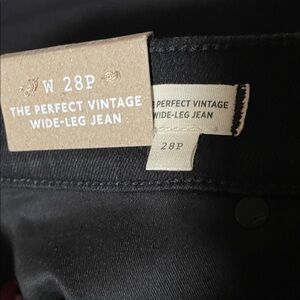 W 28P
THE PERFECT VINTAGE
WIDE-LEG JEAN
PERFECT VINTAGE
WIDE-LEG JEAN
28P